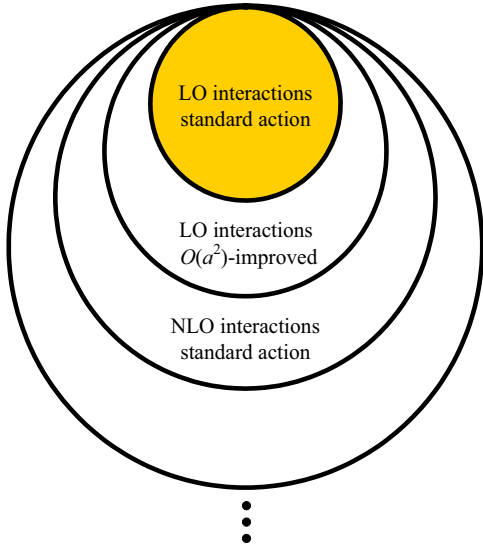 LO interactions
standard action
LO interactions
O(a²)-improved
NLO interactions
standard action